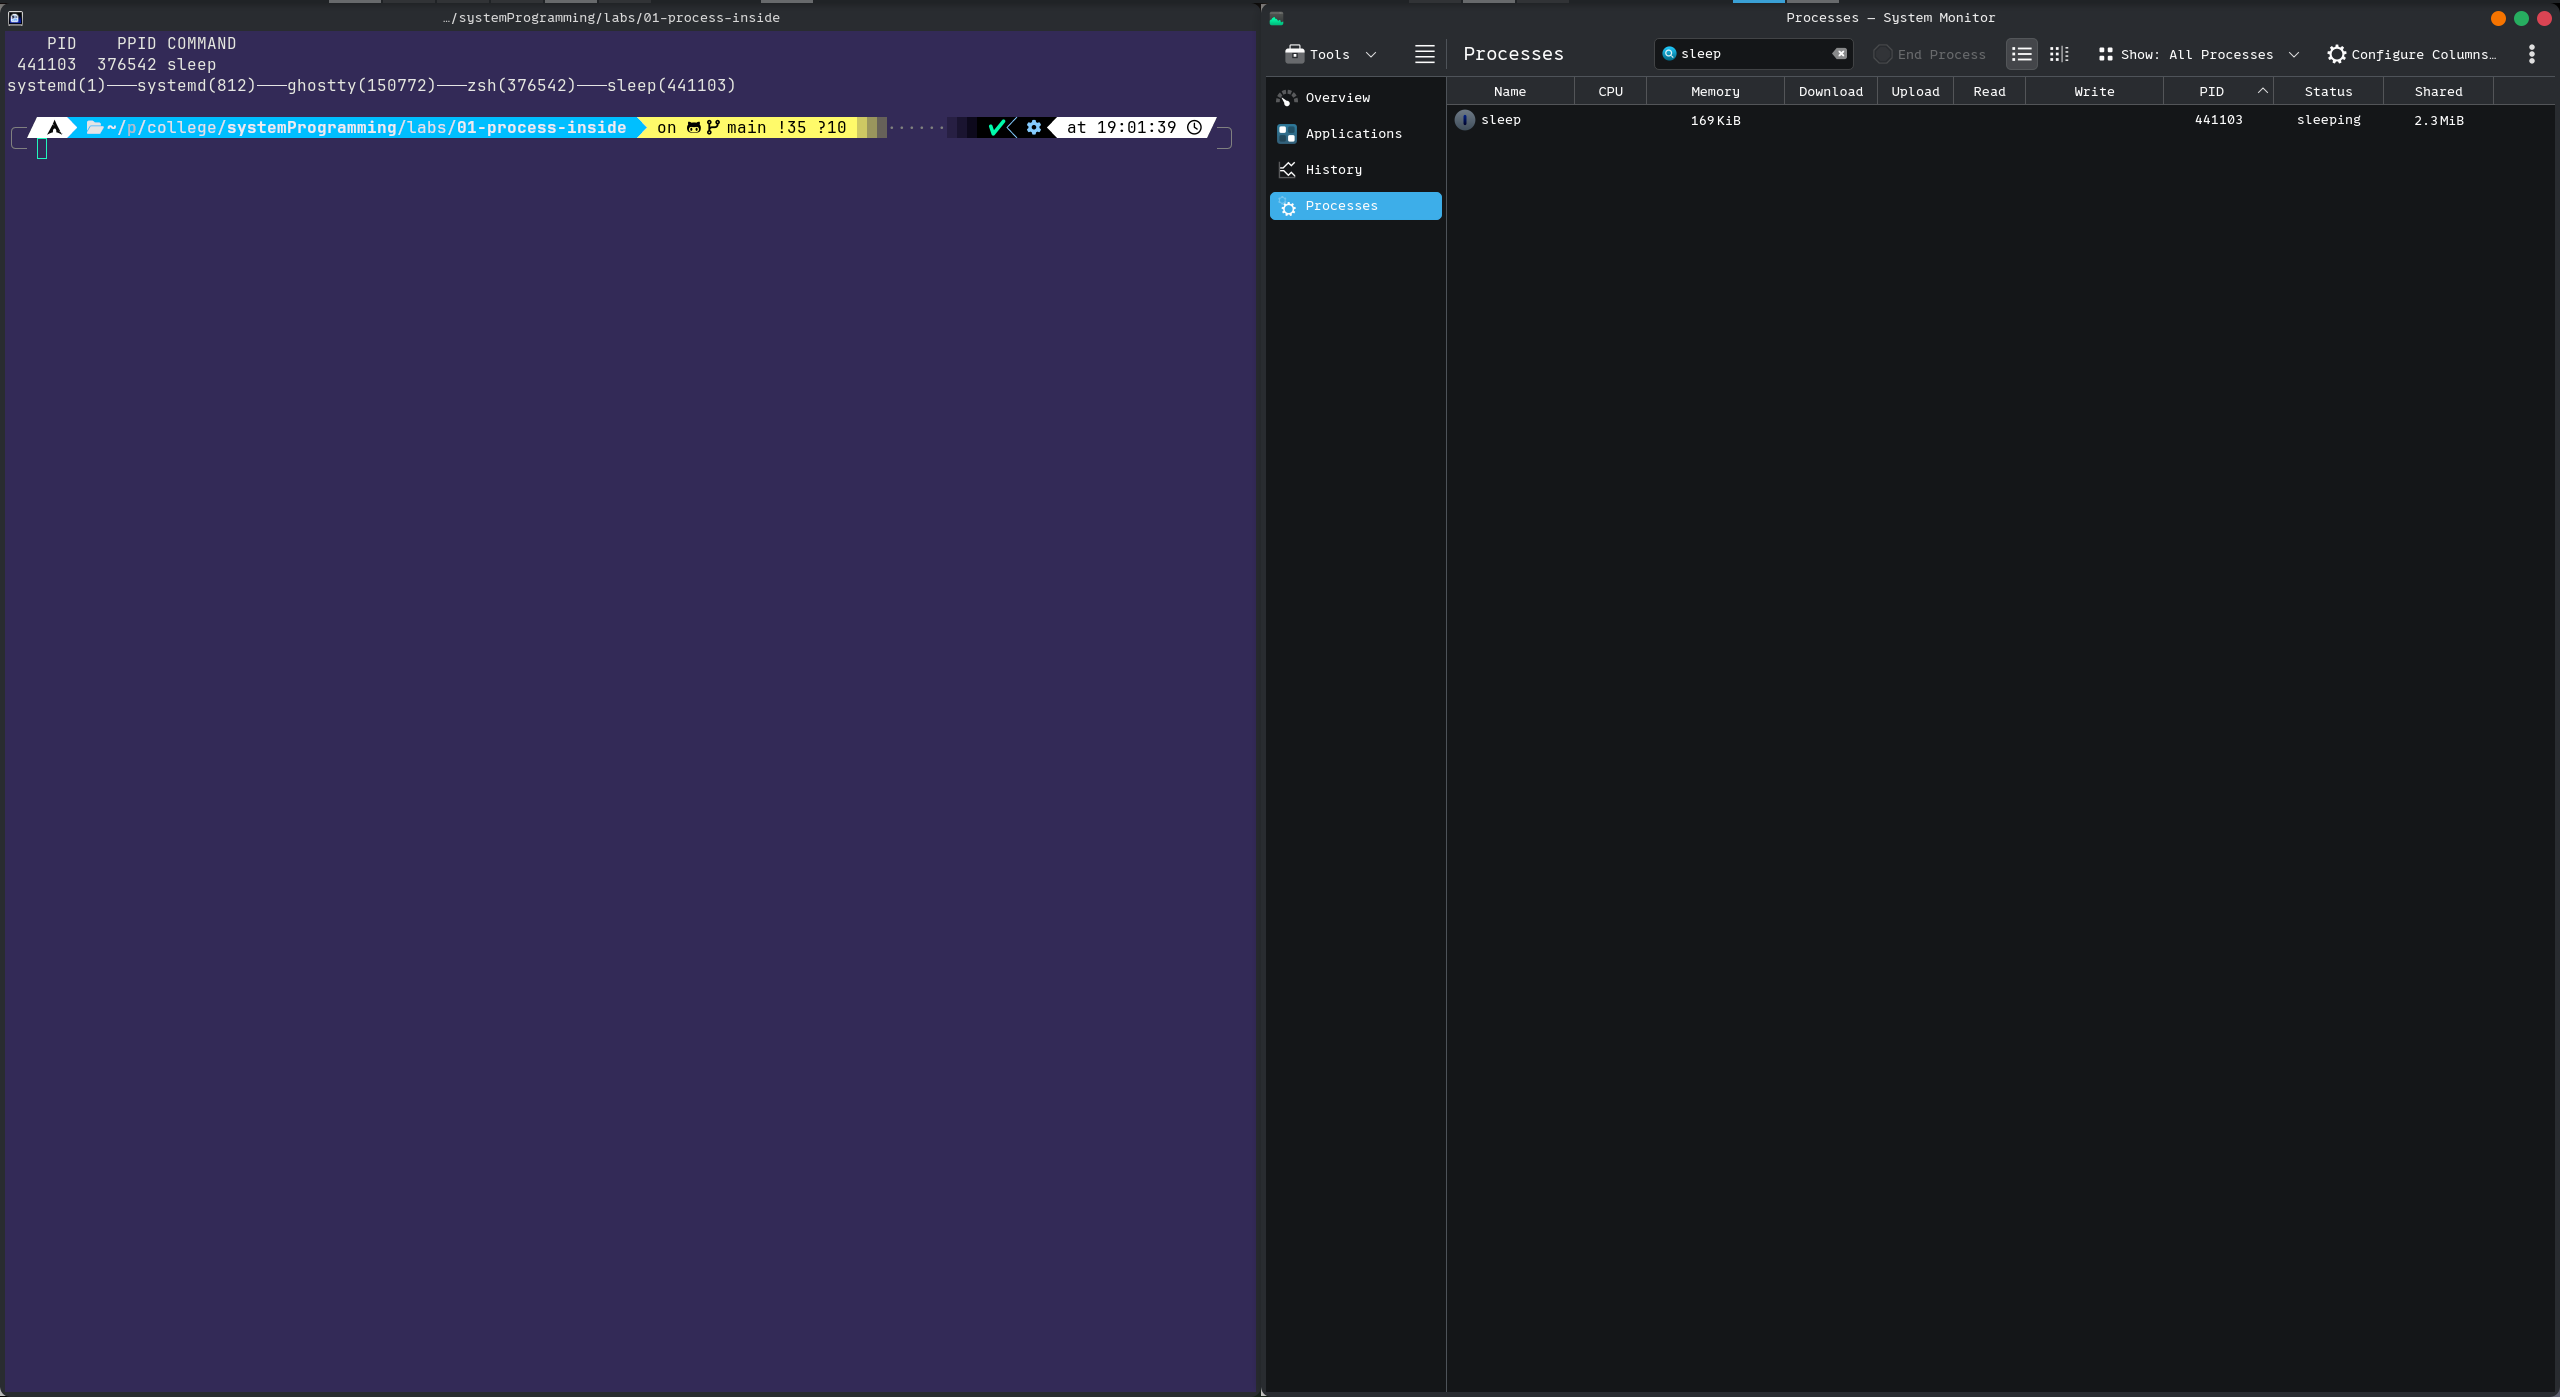 …/systemProgramming/labs/01-process-inside
PID PPID COMMAND
441103 376542 sleep
systemd(1)───systemd(812)───ghostty(150772)───zsh(376542)───sleep(441103)
~/p/college/systemProgramming/labs/01-process-inside on main !35 ?10 ······ ✔ at 19:01:39
Processes — System Monitor
Tools Processes sleep End Process Show: All Processes Configure Columns…
Name CPU Memory Download Upload Read Write PID Status Shared
sleep 169 KiB 441103 sleeping 2.3 MiB
Overview
Applications
History
Processes